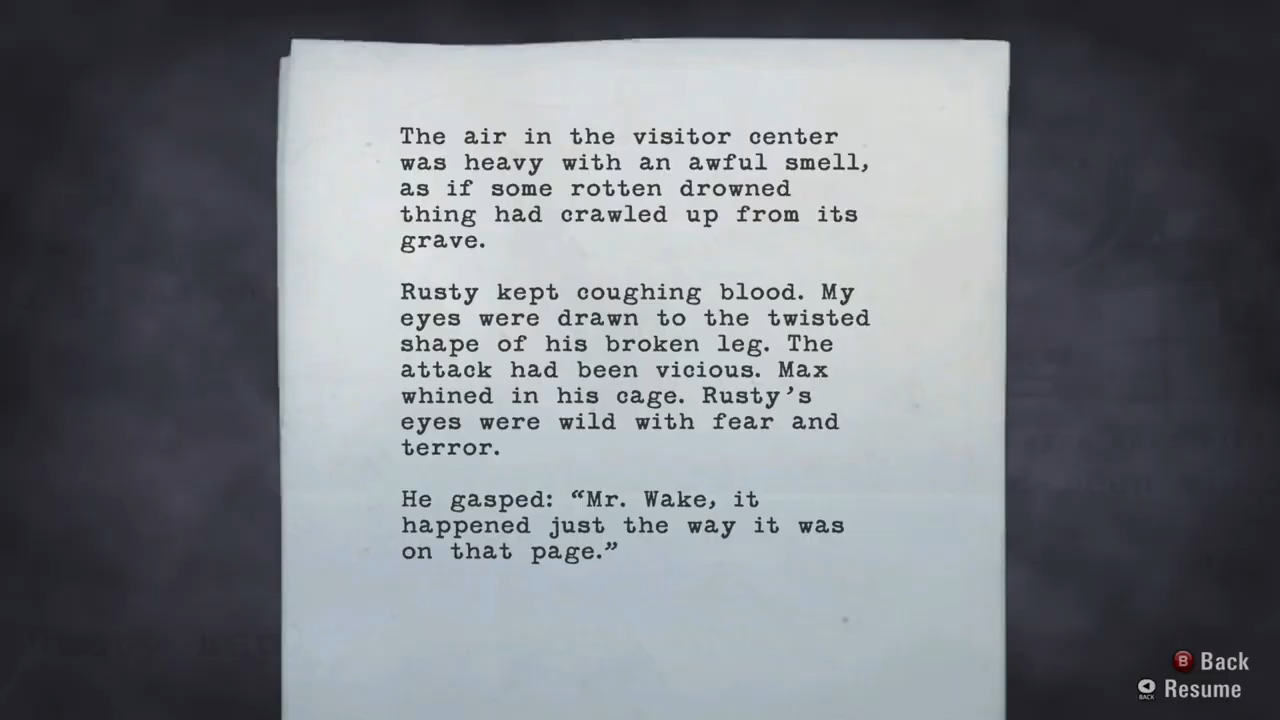 The air in the visitor center
was heavy with an awful smell,
as if some rotten drowned
thing had crawled up from its
grave.
Rusty kept coughing blood. My
eyes were drawn to the twisted
shape of his broken leg. The
attack had been vicious. Max
whined in his cage. Rusty’s
eyes were wild with fear and
terror.
He gasped: “Mr. Wake, it
happened just the way it was
on that page.”
B Back
BACK Resume